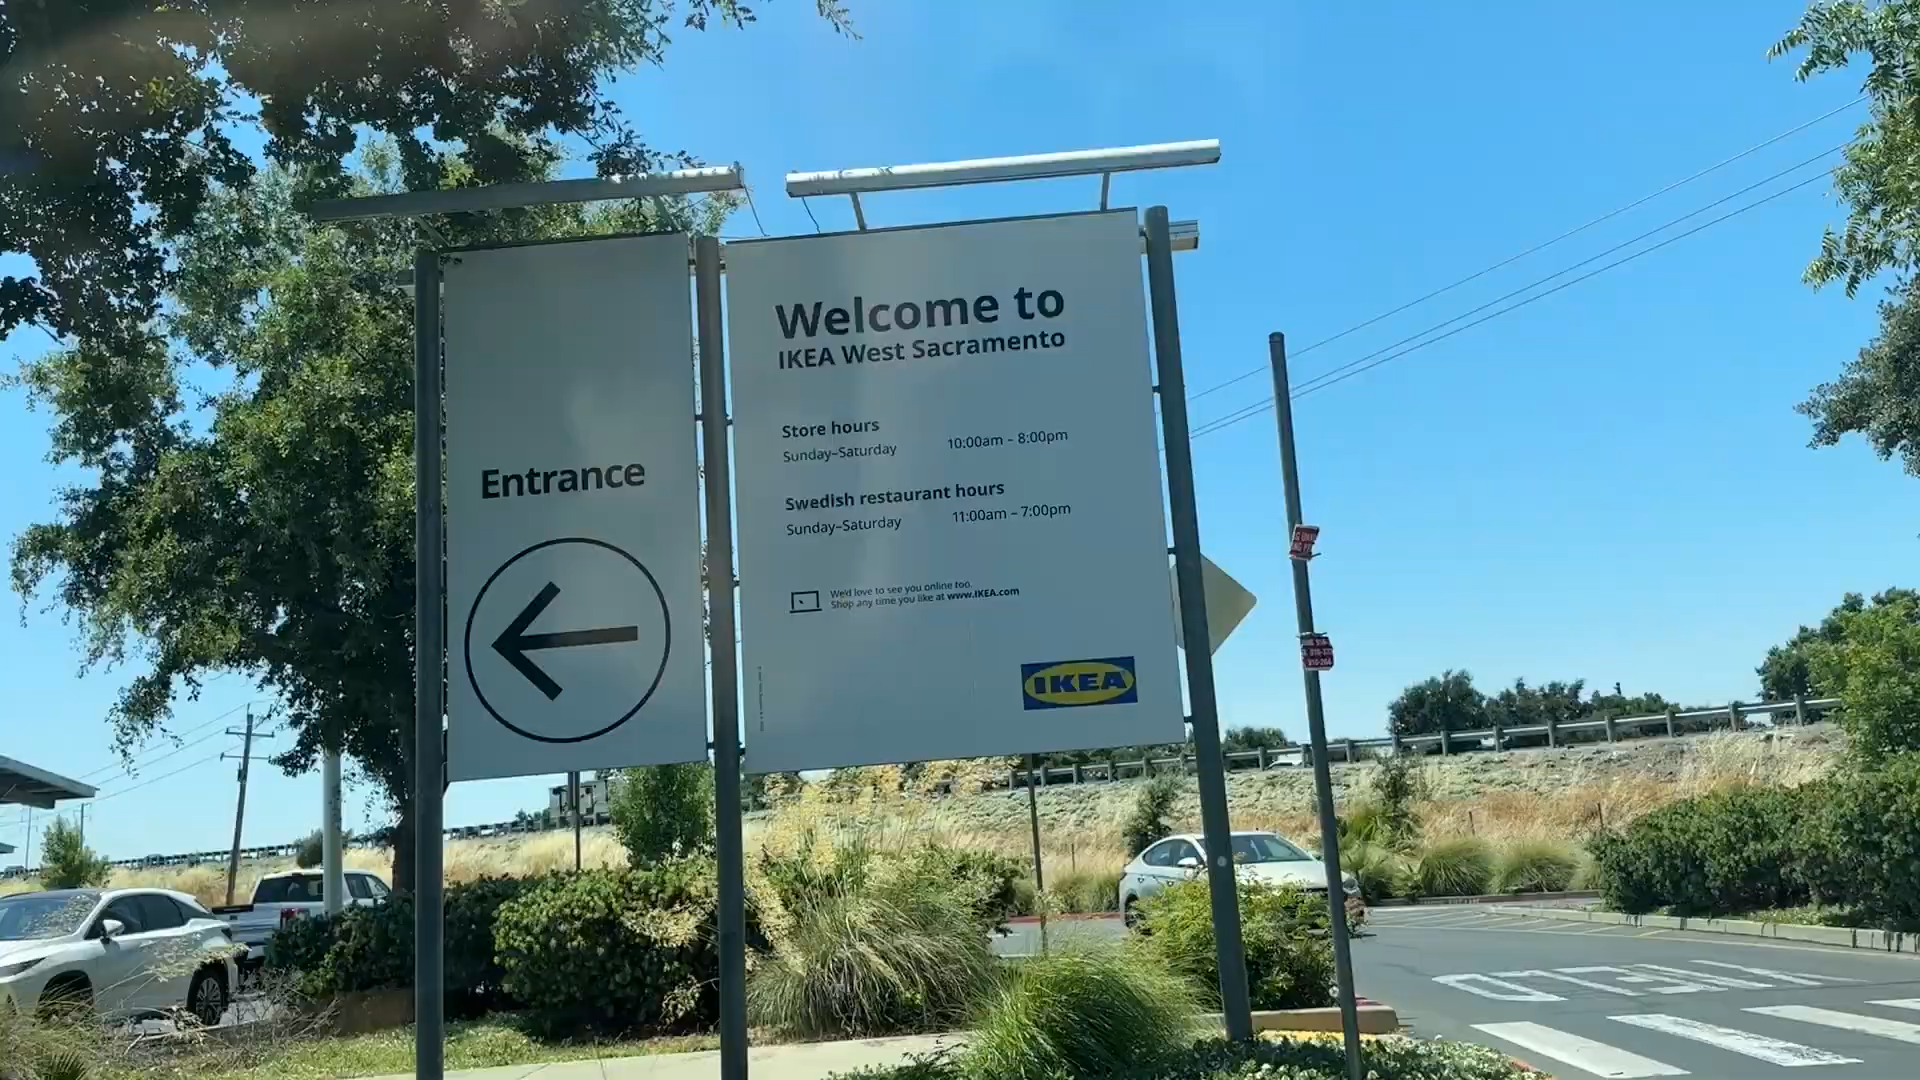 Entrance
Welcome to
IKEA West Sacramento
Store hours
Sunday–Saturday 10:00am – 8:00pm
Swedish restaurant hours
Sunday–Saturday 11:00am – 7:00pm
We'd love to see you online too.
Shop any time you like at www.IKEA.com
IKEA